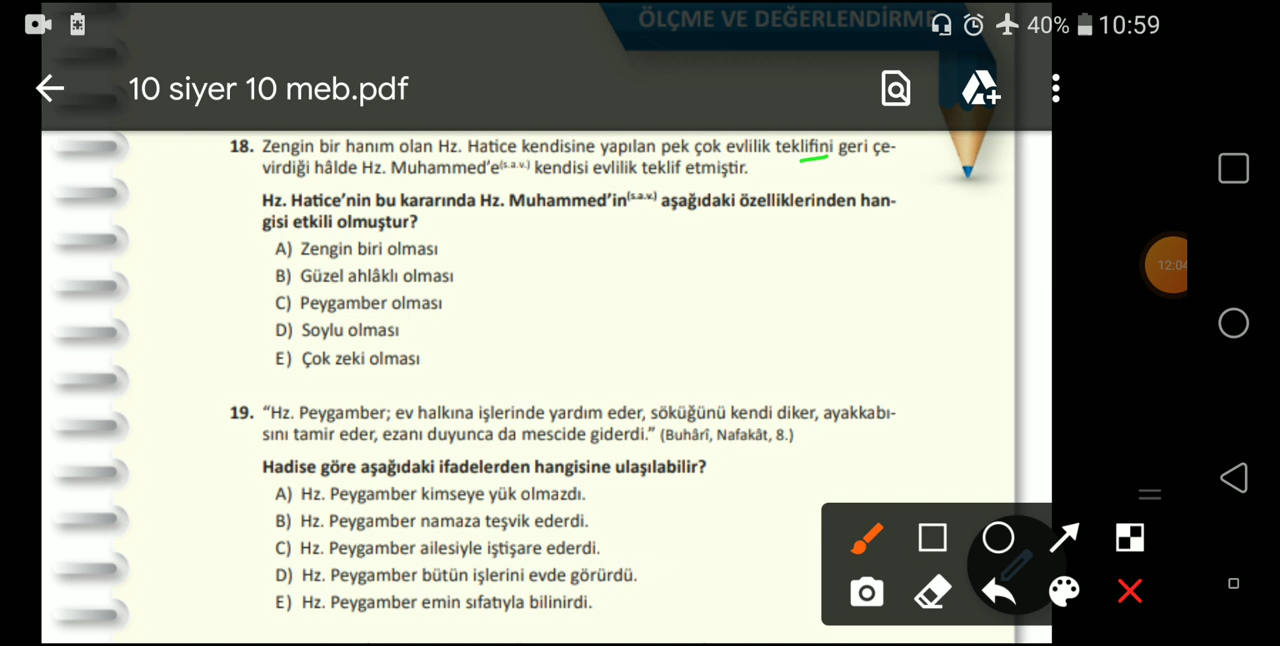 ÖLÇME VE DEĞERLENDİRME
40% 10:59
10 siyer 10 meb.pdf
18. Zengin bir hanım olan Hz. Hatice kendisine yapılan pek çok evlilik teklifini geri çe-
virdiği hâlde Hz. Muhammed’e(s.a.v.) kendisi evlilik teklif etmiştir.
Hz. Hatice’nin bu kararında Hz. Muhammed’in(s.a.v.) aşağıdaki özelliklerinden han-
gisi etkili olmuştur?
A) Zengin biri olması
B) Güzel ahlâklı olması
C) Peygamber olması
D) Soylu olması
E) Çok zeki olması
12:04
19. “Hz. Peygamber; ev halkına işlerinde yardım eder, söküğünü kendi diker, ayakkabı-
sını tamir eder, ezanı duyunca da mescide giderdi.” (Buhârî, Nafakât, 8.)
Hadise göre aşağıdaki ifadelerden hangisine ulaşılabilir?
A) Hz. Peygamber kimseye yük olmazdı.
B) Hz. Peygamber namaza teşvik ederdi.
C) Hz. Peygamber ailesiyle iştişare ederdi.
D) Hz. Peygamber bütün işlerini evde görürdü.
E) Hz. Peygamber emin sıfatıyla bilinirdi.